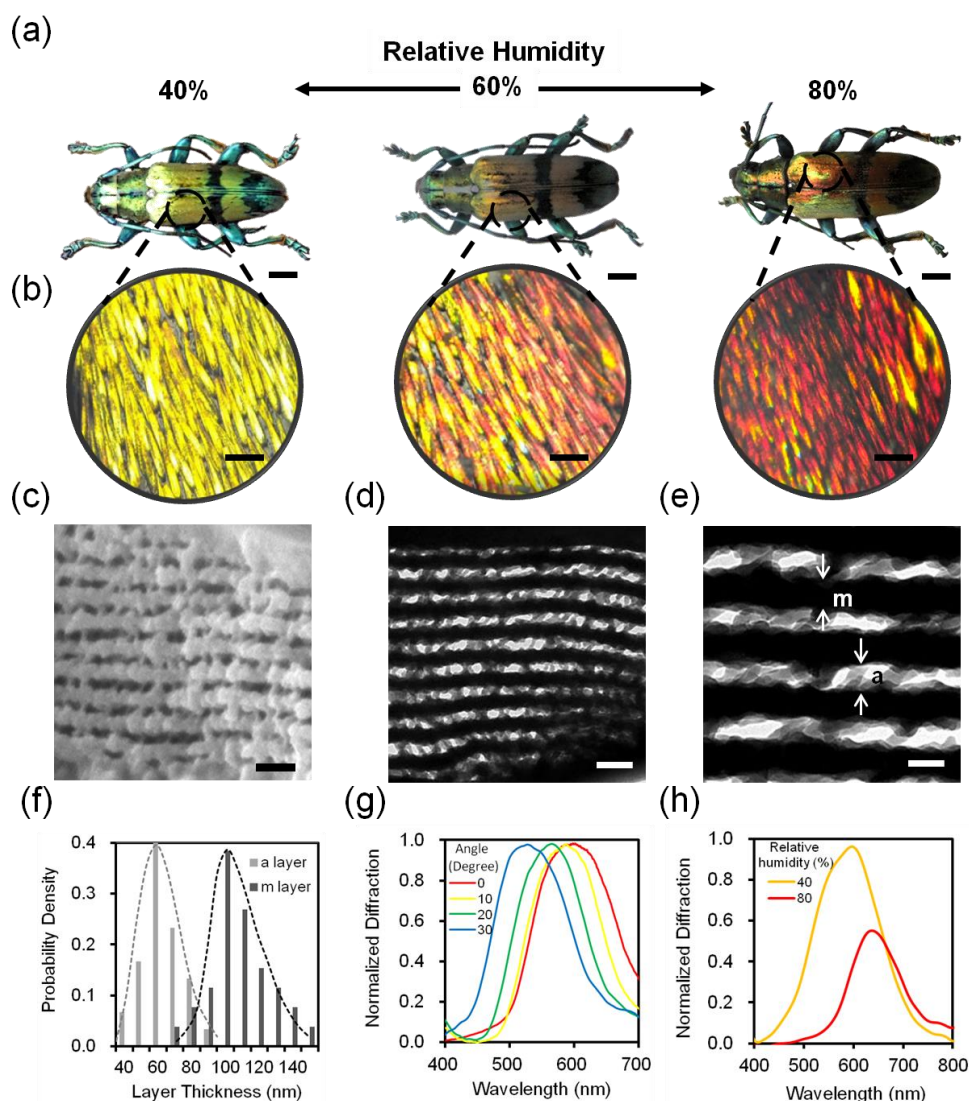 (a)
Relative Humidity
40%
60%
80%
(b)
(c)
(d)
(e)
m
a
(f)
(g)
(h)
0.4
0.3
0.2
0.1
0.0
Probability Density
a layer
m layer
40 60 80 100 120 140
Layer Thickness (nm)
1.0
0.8
0.6
0.4
0.2
0.0
Normalized Diffraction
Angle
(Degree)
0
10
20
30
400 500 600 700
Wavelength (nm)
1.0
0.8
0.6
0.4
0.2
0.0
Normalized Diffraction
Relative
humidity (%)
40
80
400 500 600 700 800
Wavelength (nm)